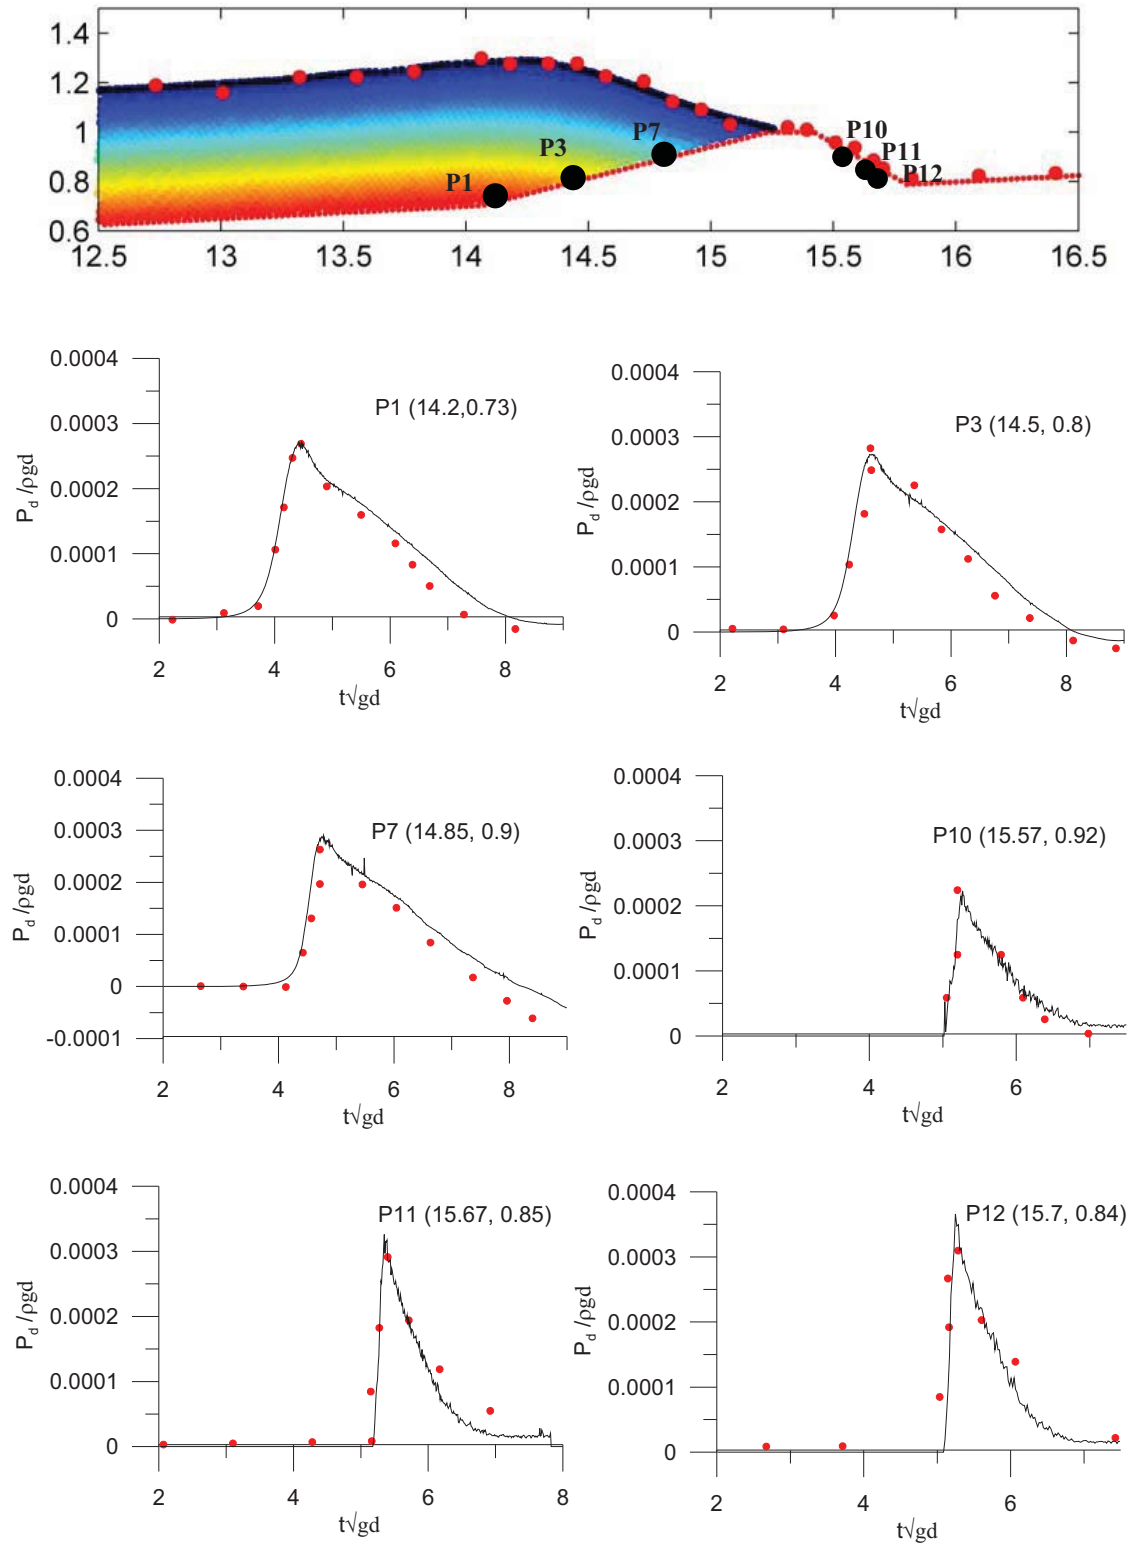 1.4
1.2
1
0.8
0.6
P1
P3
P7
P10
P11
P12
12.5 13 13.5 14 14.5 15 15.5 16 16.5
P1 (14.2,0.73)
0.0004
0.0003
0.0002
0.0001
0
P_d /ρgd
2 4 6 8
t√gd
P3 (14.5, 0.8)
0.0004
0.0003
0.0002
0.0001
0
P_d /ρgd
2 4 6 8
t√gd
P7 (14.85, 0.9)
0.0004
0.0003
0.0002
0.0001
0
-0.0001
P_d /ρgd
2 4 6 8
t√gd
P10 (15.57, 0.92)
0.0004
0.0003
0.0002
0.0001
0
P_d /ρgd
2 4 6
t√gd
P11 (15.67, 0.85)
0.0004
0.0003
0.0002
0.0001
0
P_d /ρgd
2 4 6 8
t√gd
P12 (15.7, 0.84)
0.0004
0.0003
0.0002
0.0001
0
P_d /ρgd
2 4 6
t√gd